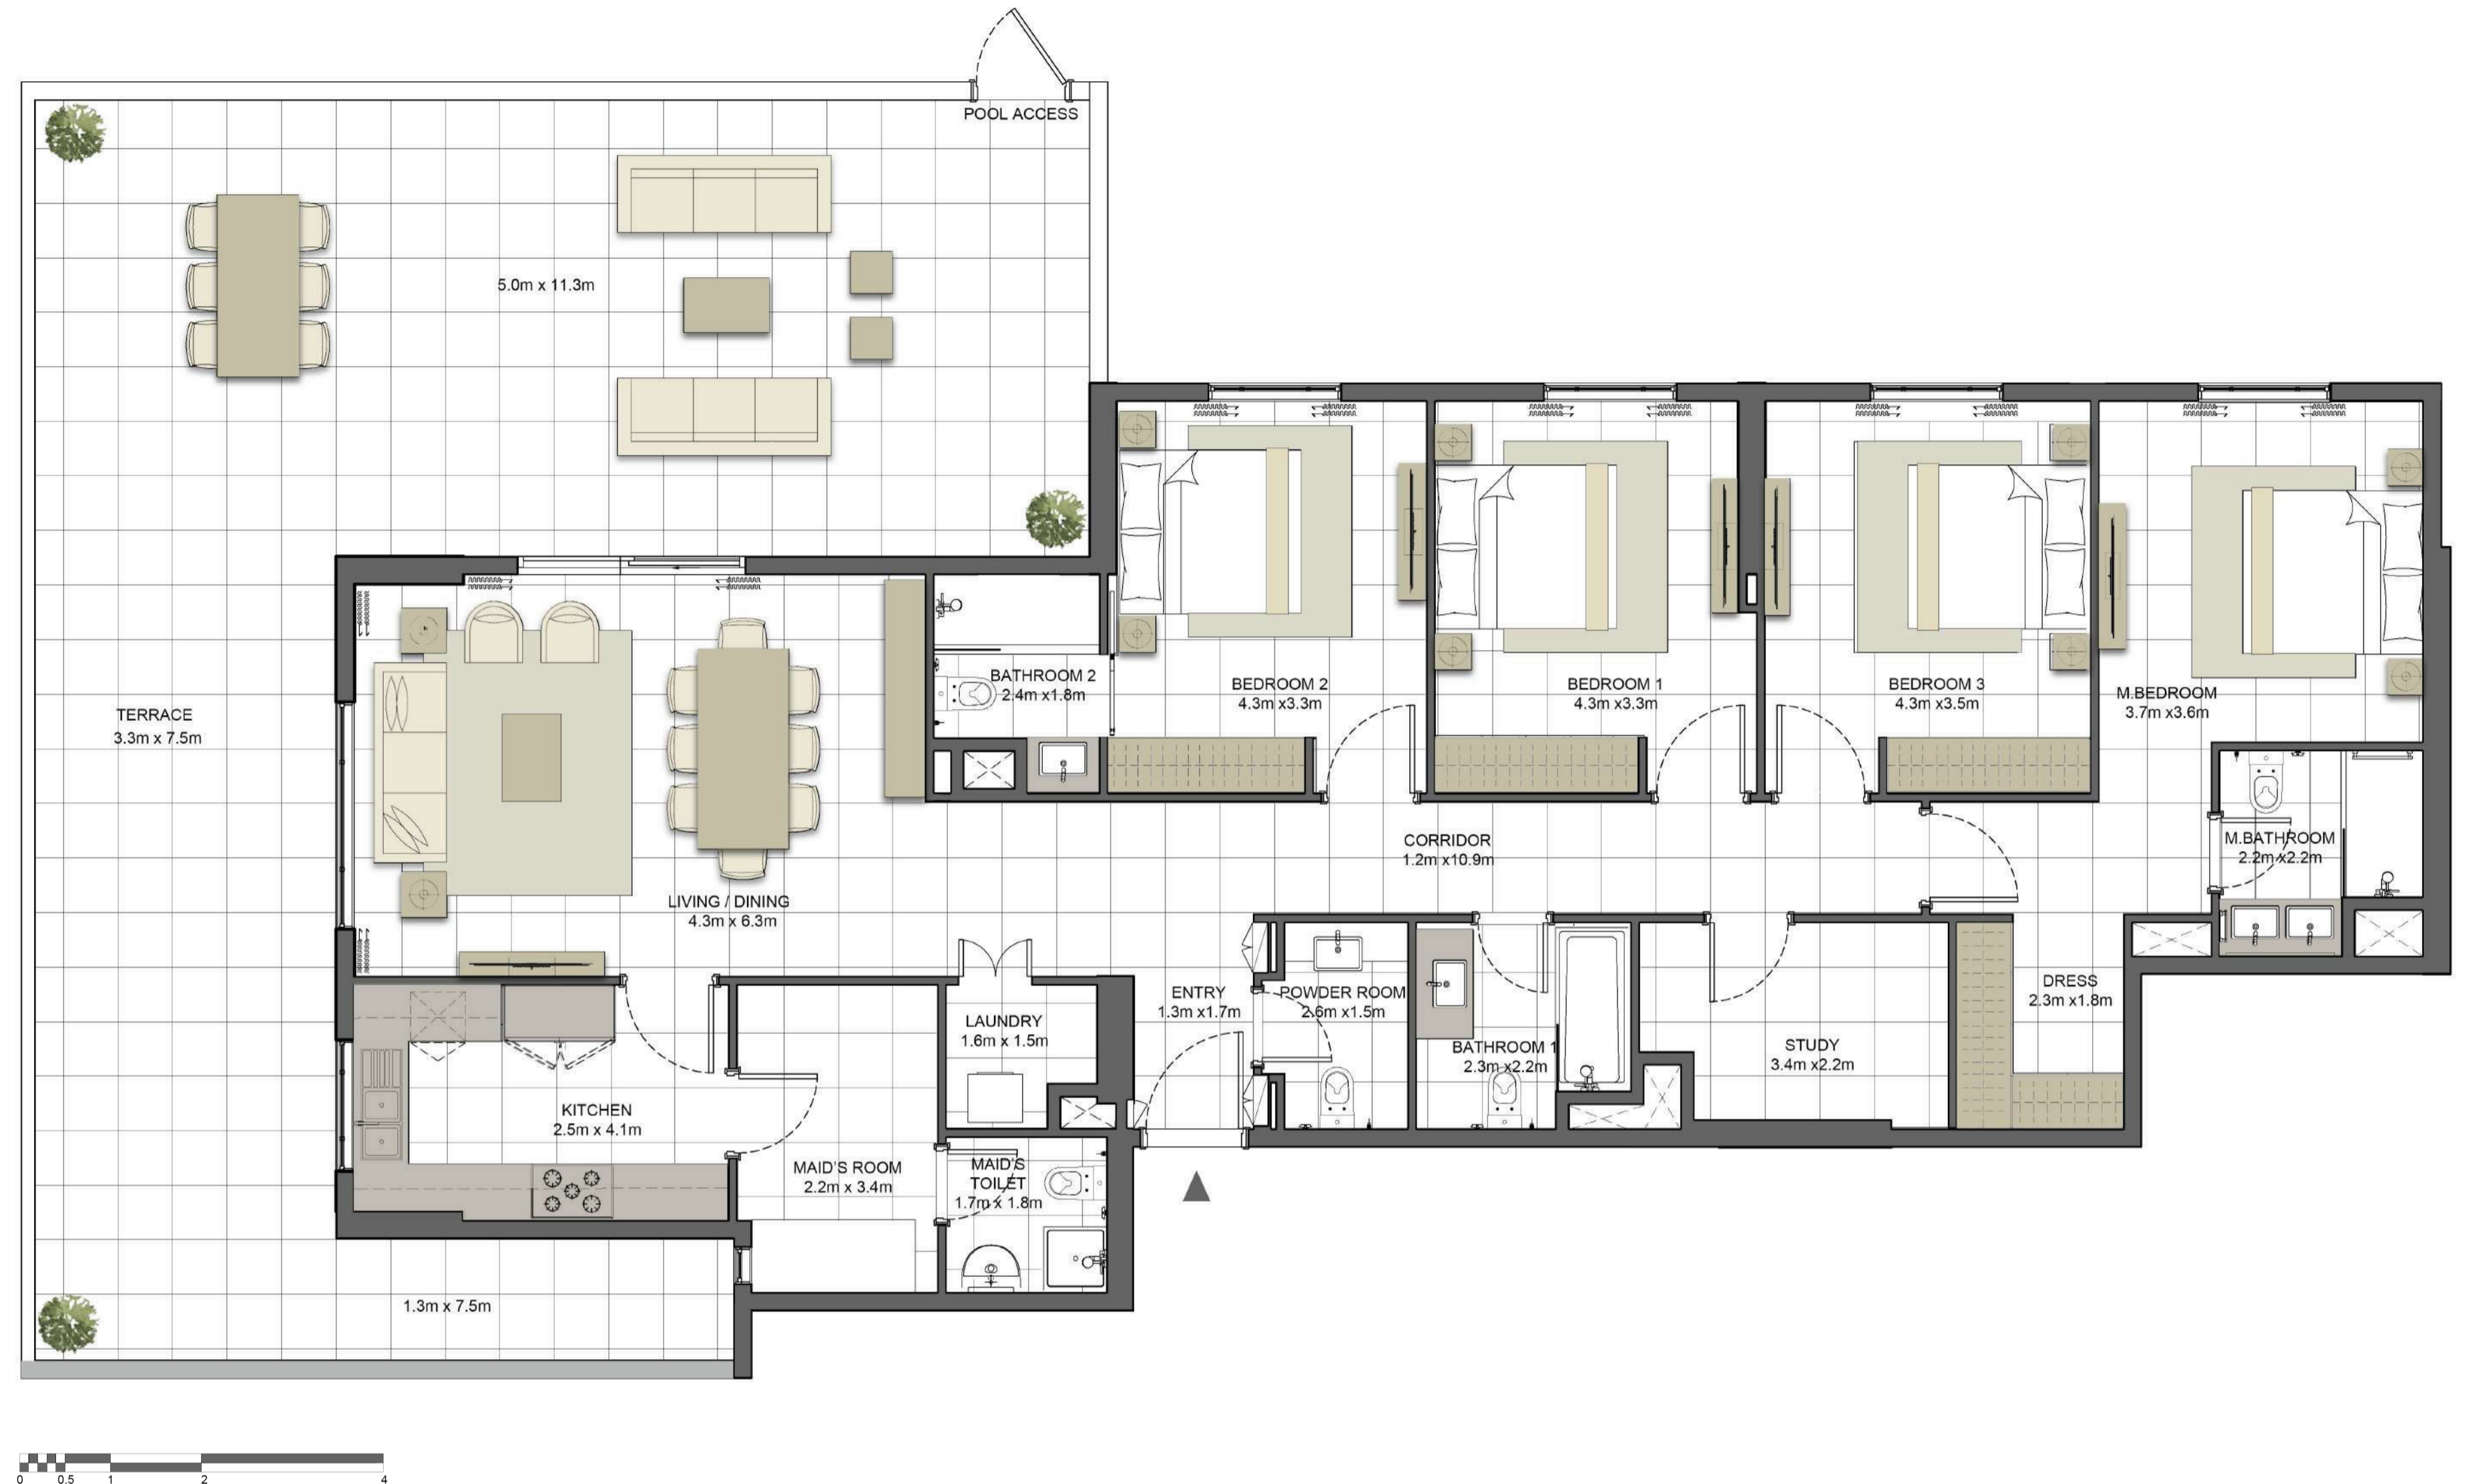 POOL ACCESS
5.0m x 11.3m
TERRACE
3.3m x 7.5m
BATHROOM 2
2.4m x1.8m
BEDROOM 2
4.3m x3.3m
BEDROOM 1
4.3m x3.3m
BEDROOM 3
4.3m x3.5m
M.BEDROOM
3.7m x3.6m
CORRIDOR
1.2m x10.9m
M.BATHROOM
2.2m x2.2m
LIVING / DINING
4.3m x 6.3m
LAUNDRY
1.6m x 1.5m
ENTRY
1.3m x1.7m
POWDER ROOM
2.6m x1.5m
BATHROOM 1
2.3m x2.2m
STUDY
3.4m x2.2m
DRESS
2.3m x1.8m
KITCHEN
2.5m x 4.1m
MAID'S ROOM
2.2m x 3.4m
MAID'S
TOILET
1.7m x 1.8m
1.3m x 7.5m
0 0.5 1 2 4